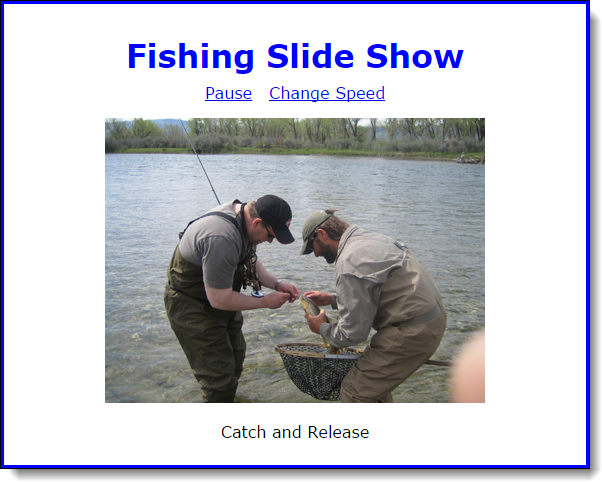 Fishing Slide Show
Pause Change Speed
Catch and Release